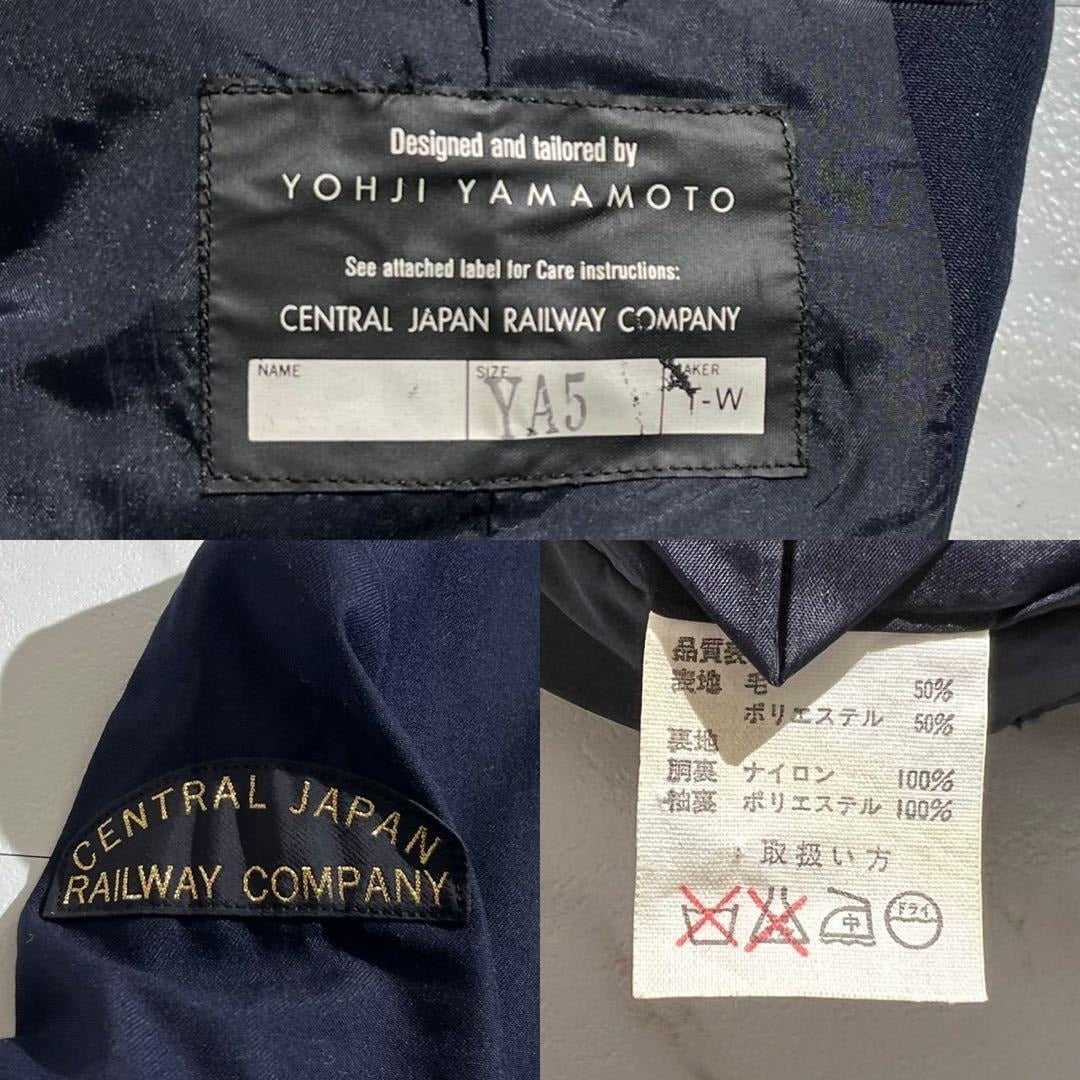 Designed and tailored by
YOHJI YAMAMOTO
See attached label for Care instructions:
CENTRAL JAPAN RAILWAY COMPANY
NAME SIZE MAKER
YA5 T-W
CENTRAL JAPAN
RAILWAY COMPANY
品質表
表地 毛 50%
ポリエステル 50%
裏地
胴裏 ナイロン 100%
袖裏 ポリエステル 100%
取扱い方
中 ドライ